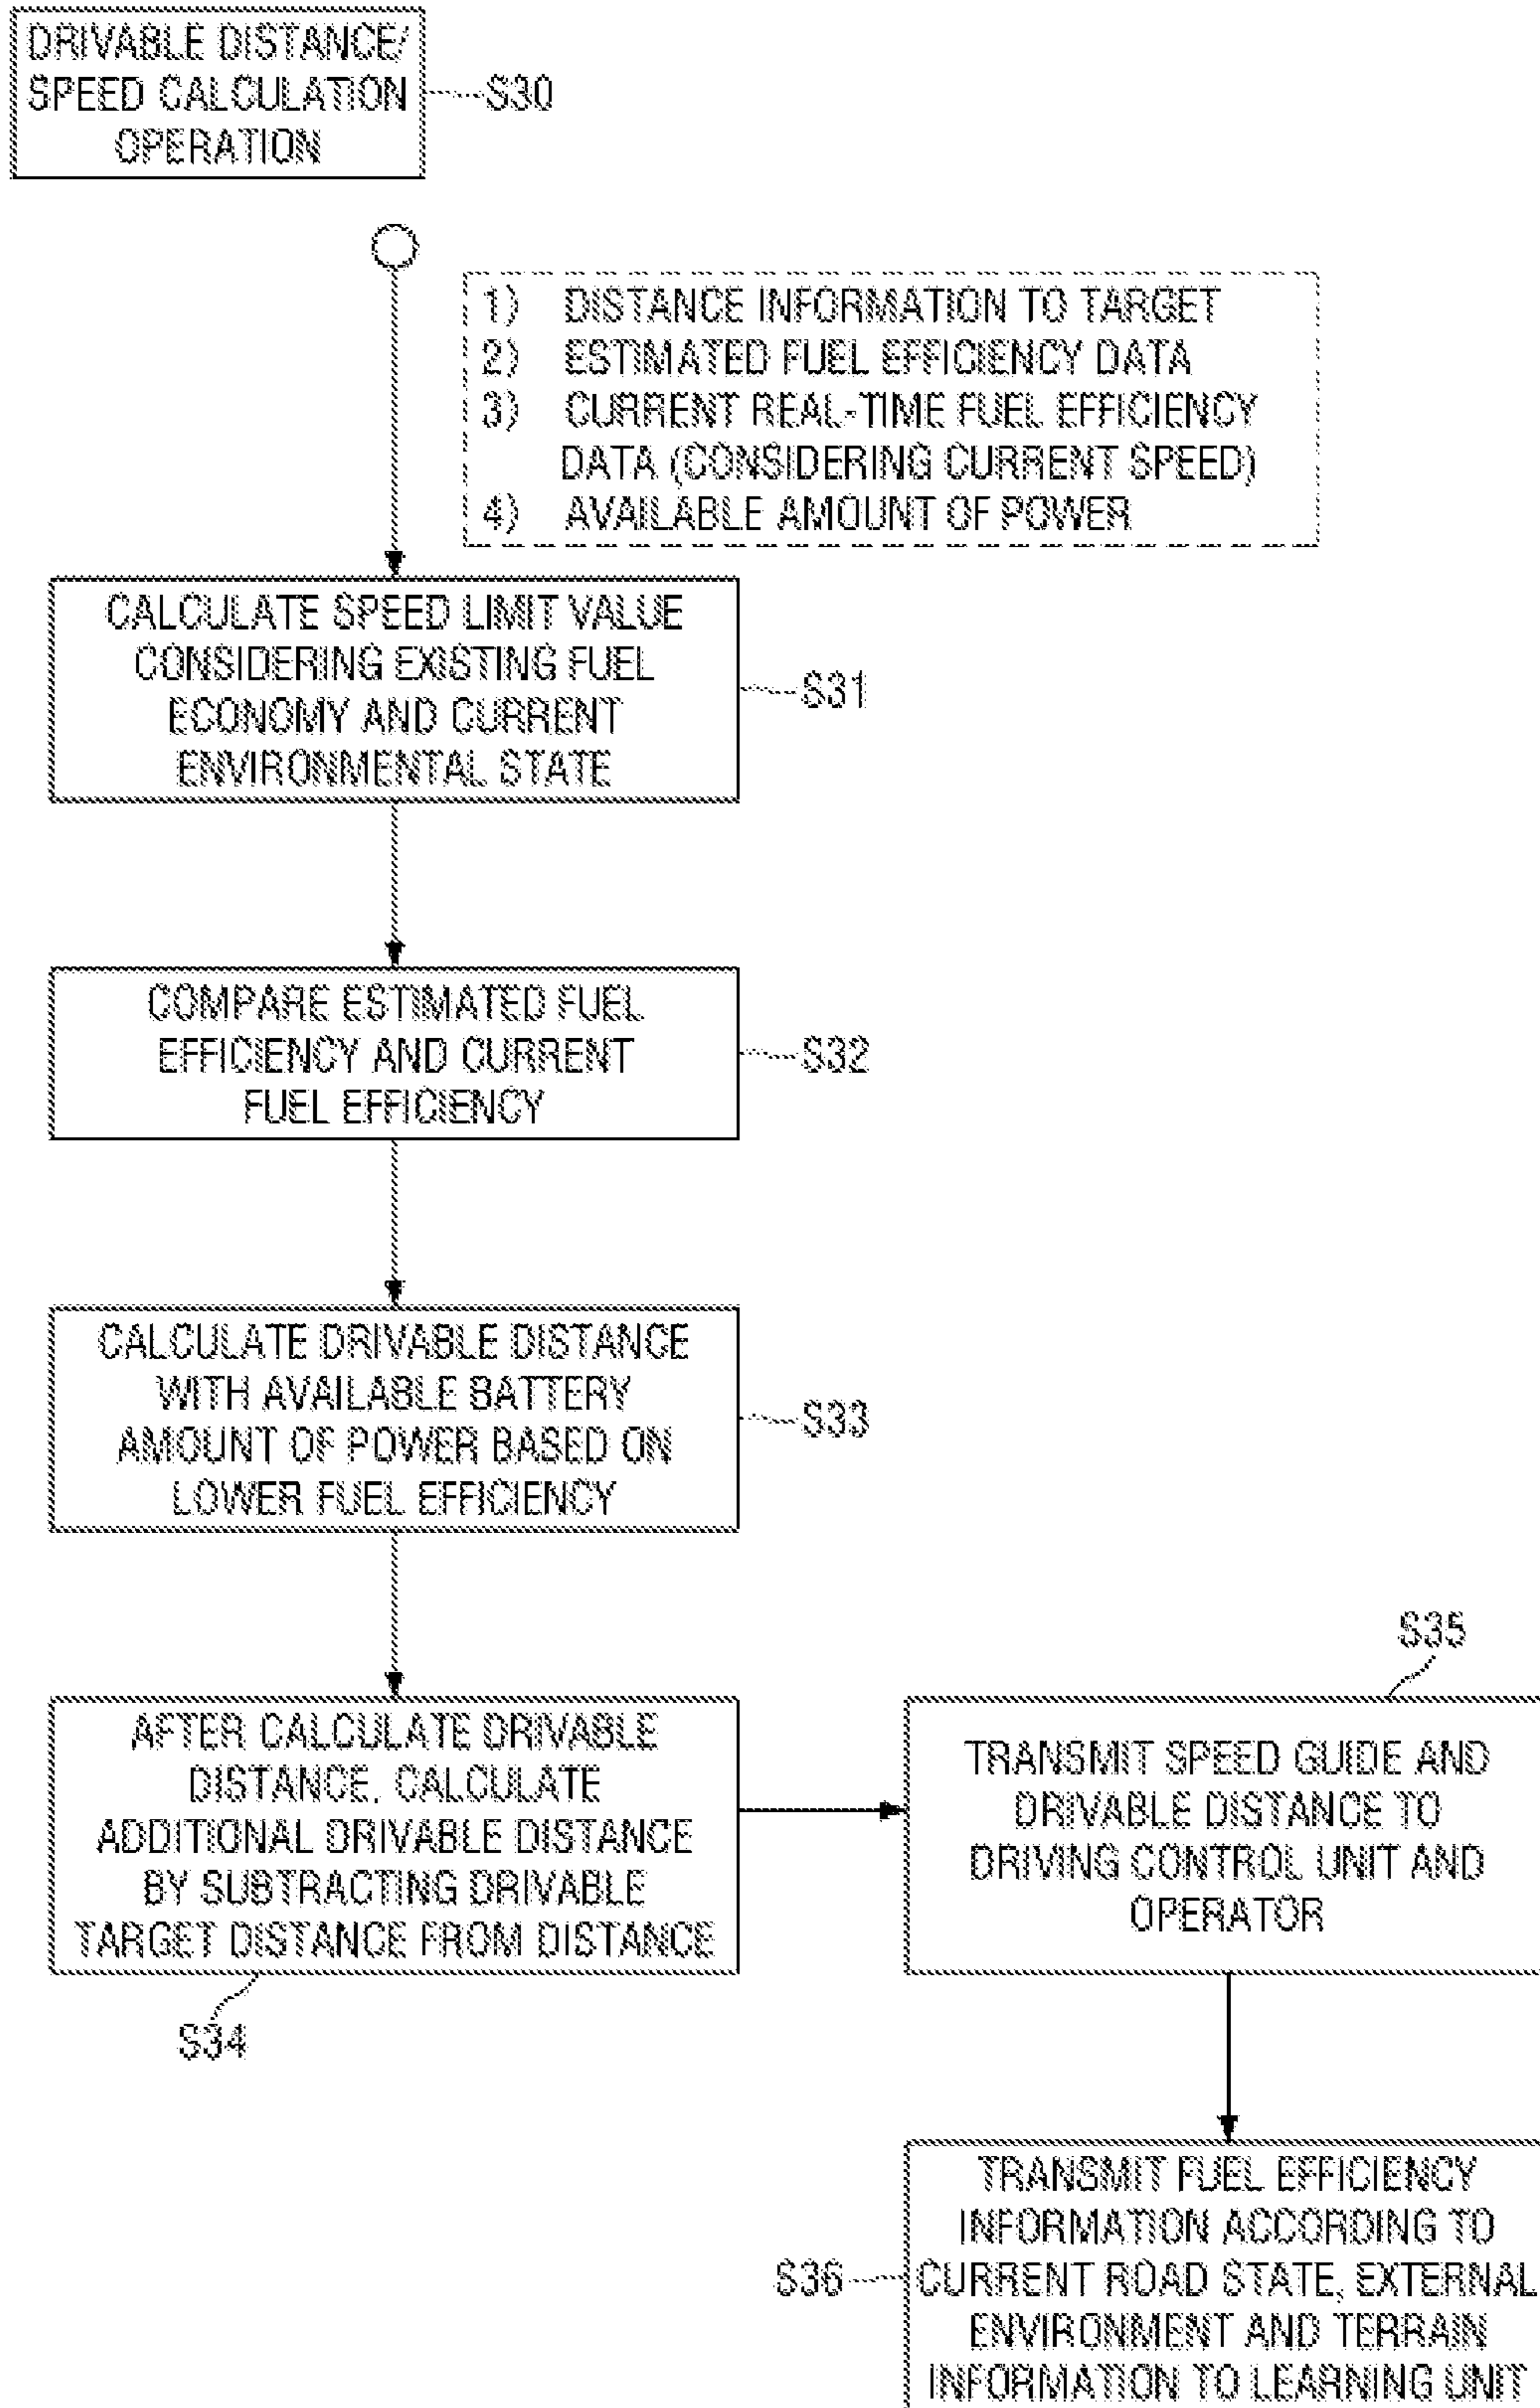 DRIVABLE DISTANCE/
SPEED CALCULATION
OPERATION
S30
1) DISTANCE INFORMATION TO TARGET
2) ESTIMATED FUEL EFFICIENCY DATA
3) CURRENT REAL-TIME FUEL EFFICIENCY
DATA (CONSIDERING CURRENT SPEED)
4) AVAILABLE AMOUNT OF POWER
CALCULATE SPEED LIMIT VALUE
CONSIDERING EXISTING FUEL
ECONOMY AND CURRENT
ENVIRONMENTAL STATE
S31
COMPARE ESTIMATED FUEL
EFFICIENCY AND CURRENT
FUEL EFFICIENCY
S32
CALCULATE DRIVABLE DISTANCE
WITH AVAILABLE BATTERY
AMOUNT OF POWER BASED ON
LOWER FUEL EFFICIENCY
S33
AFTER CALCULATE DRIVABLE
DISTANCE, CALCULATE
ADDITIONAL DRIVABLE DISTANCE
BY SUBTRACTING DRIVABLE
TARGET DISTANCE FROM DISTANCE
S34
S35
TRANSMIT SPEED GUIDE AND
DRIVABLE DISTANCE TO
DRIVING CONTROL UNIT AND
OPERATOR
TRANSMIT FUEL EFFICIENCY
INFORMATION ACCORDING TO
CURRENT ROAD STATE, EXTERNAL
ENVIRONMENT AND TERRAIN
INFORMATION TO LEARNING UNIT
S36